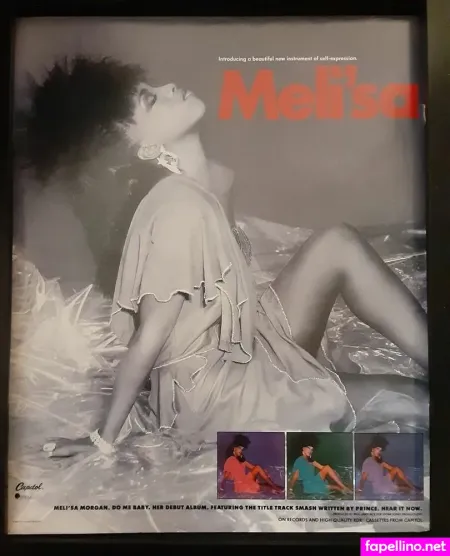 Introducing a beautiful new instrument of self-expression.
Meli'sa
Capitol
MELI'SA MORGAN. DO ME BABY. HER DEBUT ALBUM, FEATURING THE TITLE TRACK SMASH WRITTEN BY PRINCE. HEAR IT NOW.
ON RECORDS AND HIGH QUALITY XDR CASSETTES FROM CAPITOL.
fapellino.net